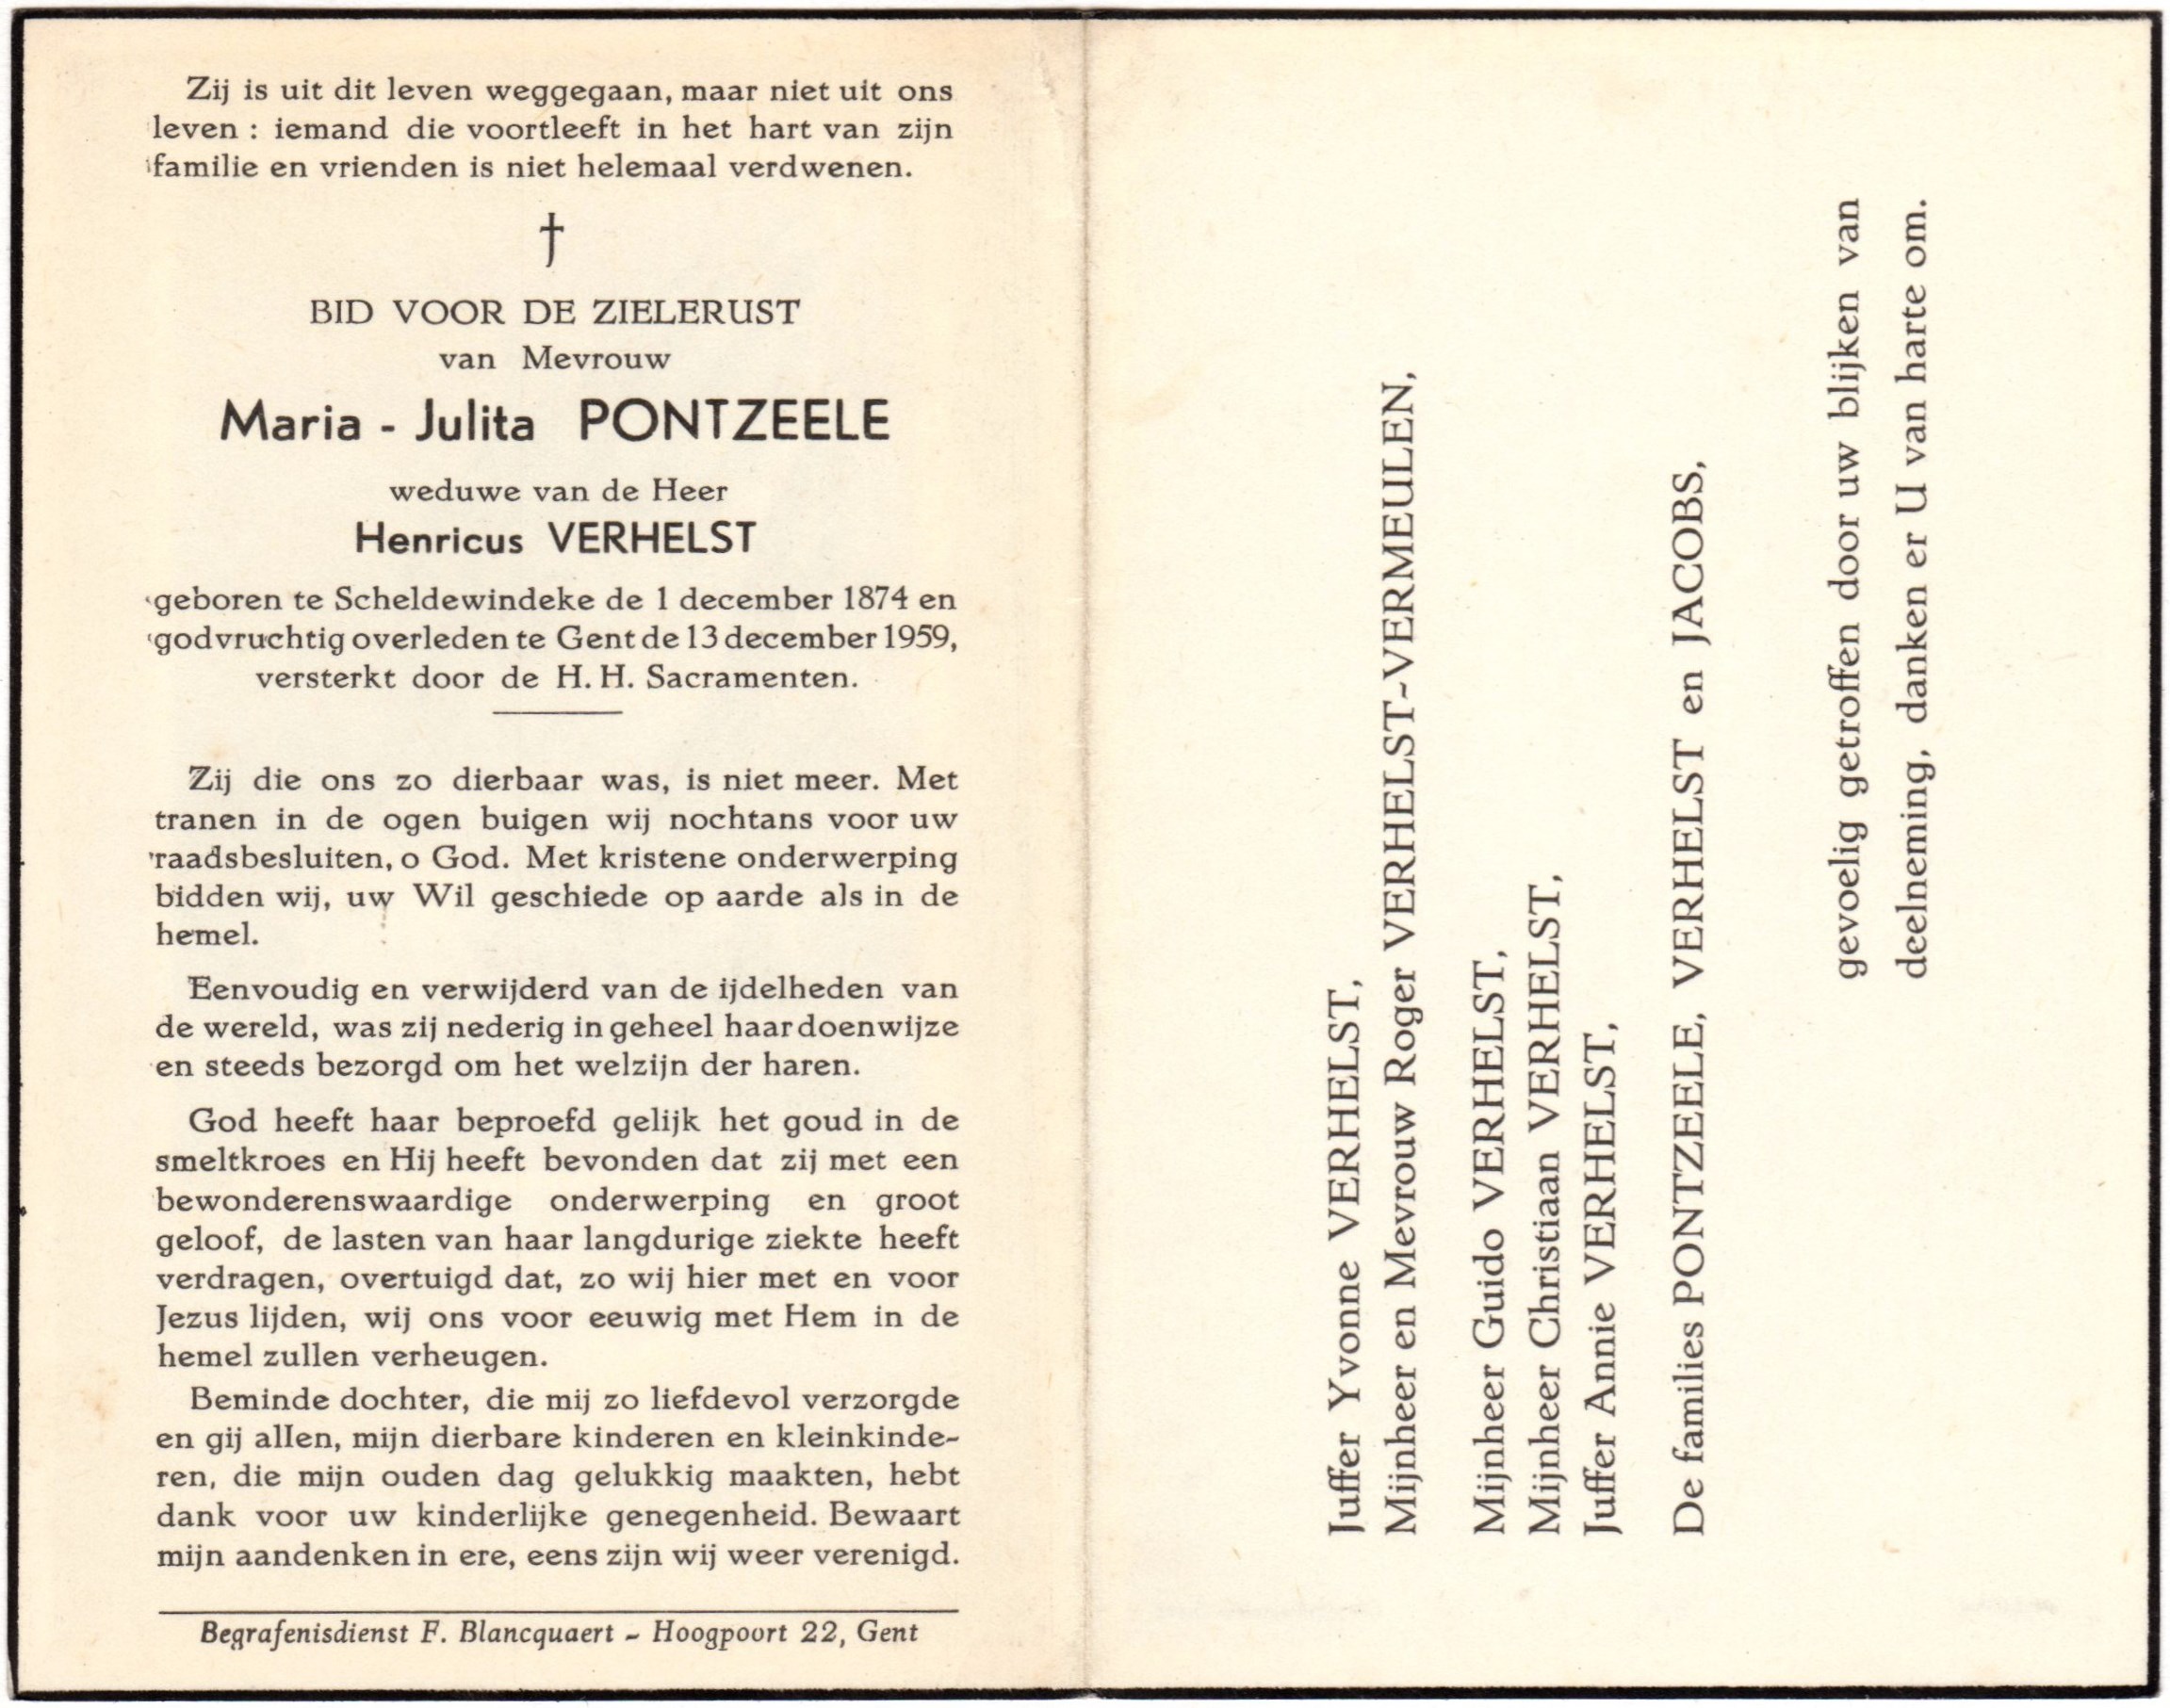 Zij is uit dit leven weggegaan, maar niet uit ons
leven : iemand die voortleeft in het hart van zijn
familie en vrienden is niet helemaal verdwenen.
†
BID VOOR DE ZIELERUST
van Mevrouw
Maria - Julita PONTZEELE
weduwe van de Heer
Henricus VERHELST
geboren te Scheldewindeke de 1 december 1874 en
godvruchtig overleden te Gent de 13 december 1959,
versterkt door de H. H. Sacramenten.
Zij die ons zo dierbaar was, is niet meer. Met
tranen in de ogen buigen wij nochtans voor uw
raadsbesluiten, o God. Met kristene onderwerping
bidden wij, uw Wil geschiede op aarde als in de
hemel.
Eenvoudig en verwijderd van de ijdelheden van
de wereld, was zij nederig in geheel haar doenwijze
en steeds bezorgd om het welzijn der haren.
God heeft haar beproefd gelijk het goud in de
smeltkroes en Hij heeft bevonden dat zij met een
bewonderenswaardige onderwerping en groot
geloof, de lasten van haar langdurige ziekte heeft
verdragen, overtuigd dat, zo wij hier met en voor
Jezus lijden, wij ons voor eeuwig met Hem in de
hemel zullen verheugen.
Beminde dochter, die mij zo liefdevol verzorgde
en gij allen, mijn dierbare kinderen en kleinkinde-
ren, die mijn ouden dag gelukkig maakten, hebt
dank voor uw kinderlijke genegenheid. Bewaart
mijn aandenken in ere, eens zijn wij weer verenigd.
Begrafenisdienst F. Blancquaert - Hoogpoort 22, Gent
Juffer Yvonne VERHELST,
Mijnheer en Mevrouw Roger VERHELST-VERMEULEN,
Mijnheer Guido VERHELST,
Mijnheer Christiaan VERHELST,
Juffer Annie VERHELST,
De families PONTZEELE, VERHELST en JACOBS,
gevoelig getroffen door uw blijken van
deelneming, danken er U van harte om.